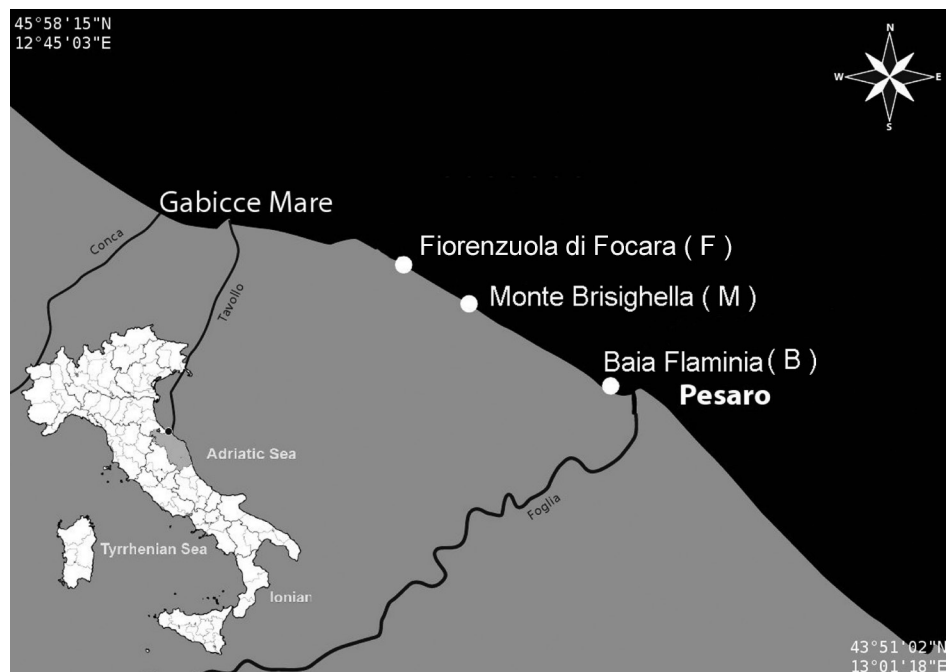 45°58'15"N
12°45'03"E
N
W
E
S
Gabicce Mare
Conca
Tavollo
Fiorenzuola di Focara ( F )
Monte Brisighella ( M )
Baia Flaminia ( B )
Pesaro
Adriatic Sea
Foglia
Tyrrhenian Sea
Ionian
43°51'02"N
13°01'18"E